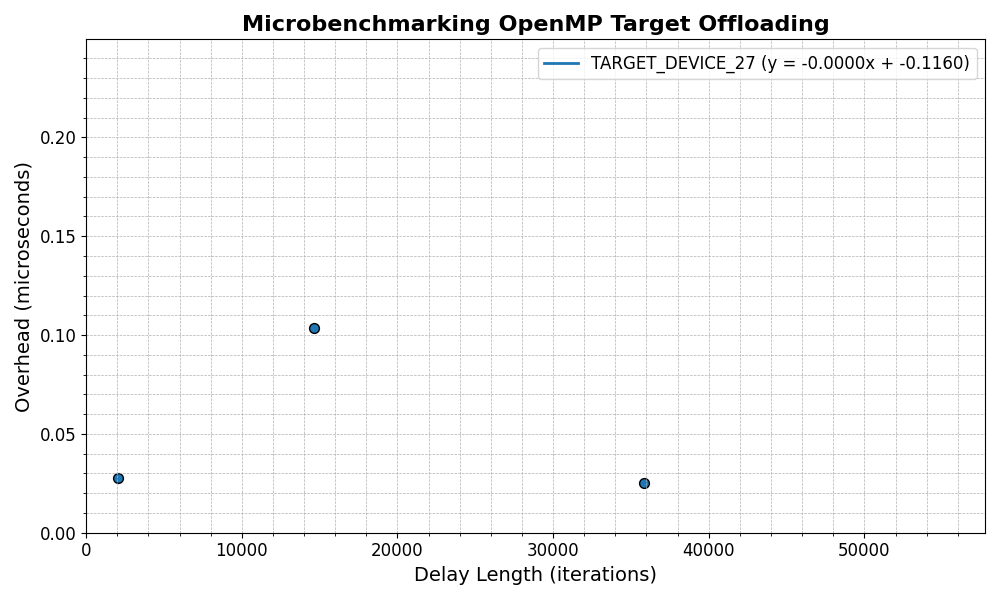 Microbenchmarking OpenMP Target Offloading
TARGET_DEVICE_27 (y = -0.0000x + -0.1160)
Overhead (microseconds)
0.20
0.15
0.10
0.05
0.00
0 10000 20000 30000 40000 50000
Delay Length (iterations)